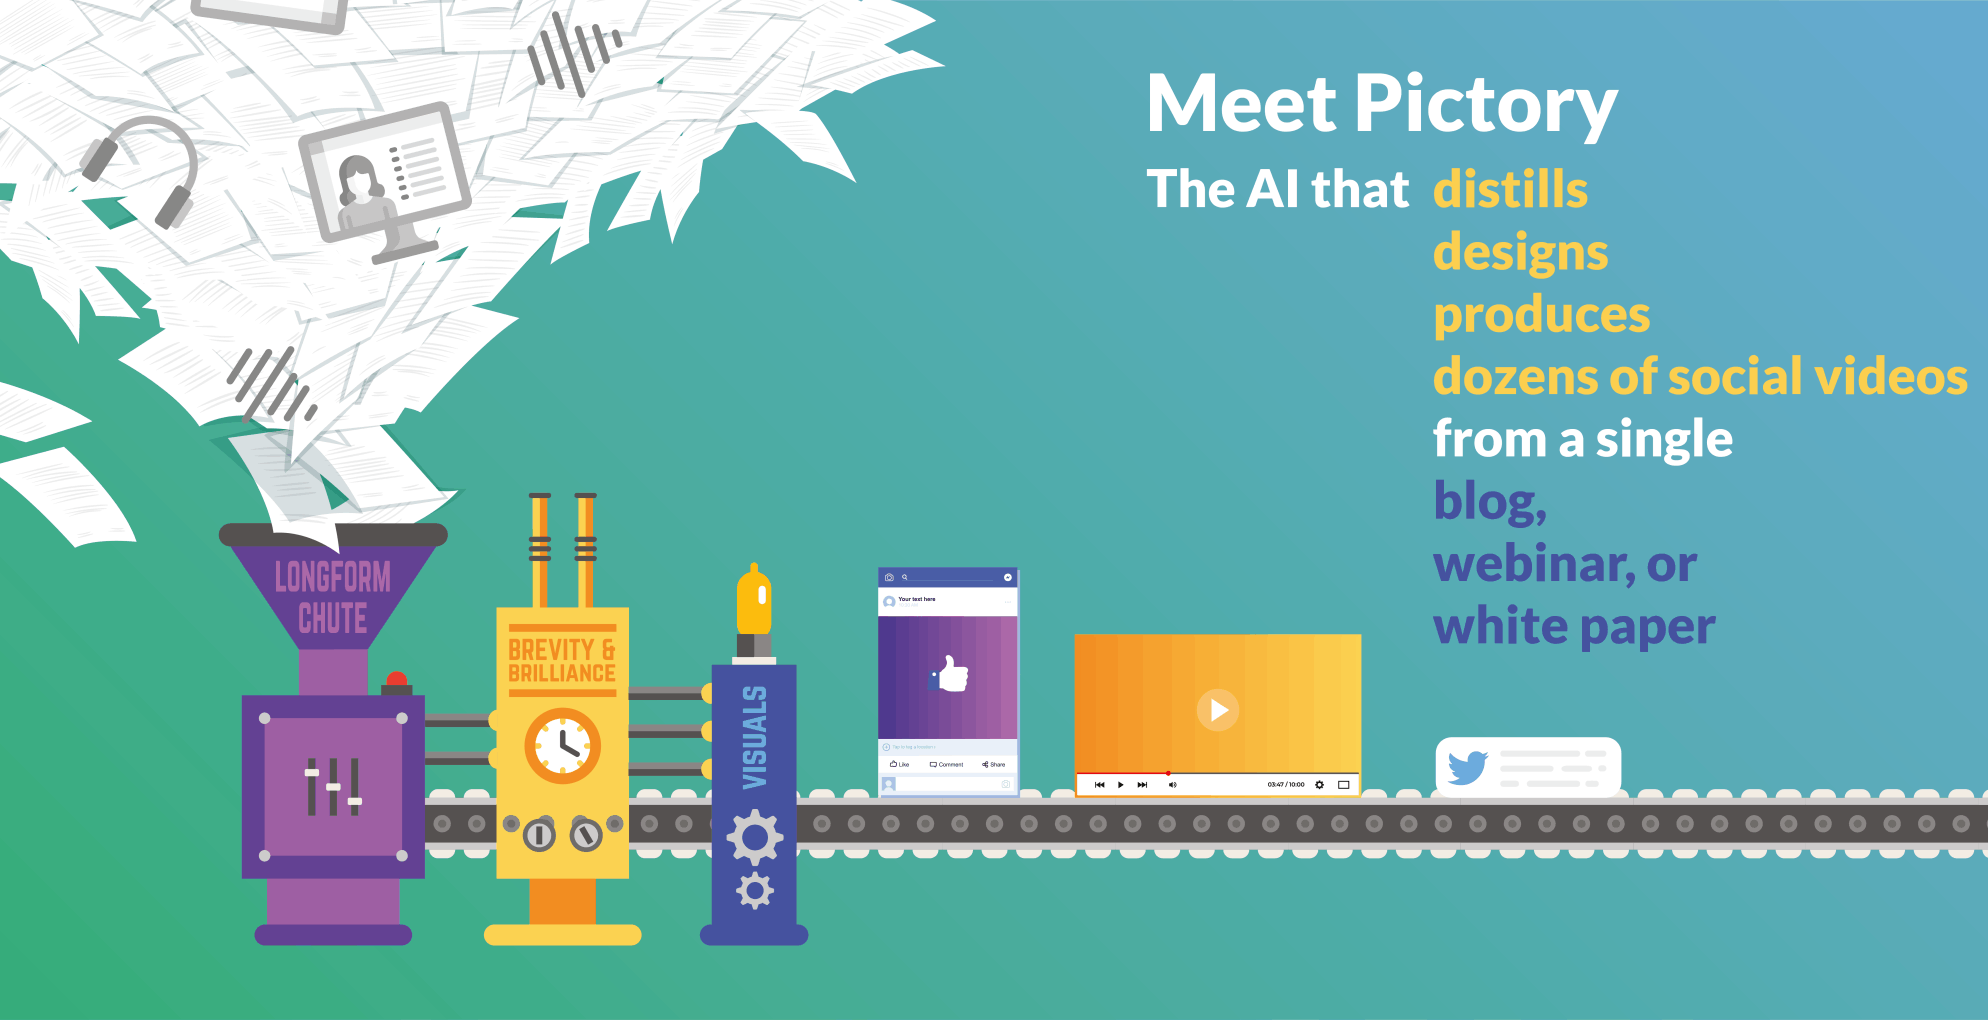 Meet Pictory
The AI that distills
designs
produces
dozens of social videos
from a single
blog,
webinar, or
white paper
LONGFORM
CHUTE
BREVITY &
BRILLIANCE
VISUALS
Your text here
Like Comment Share
03:47 / 10:00